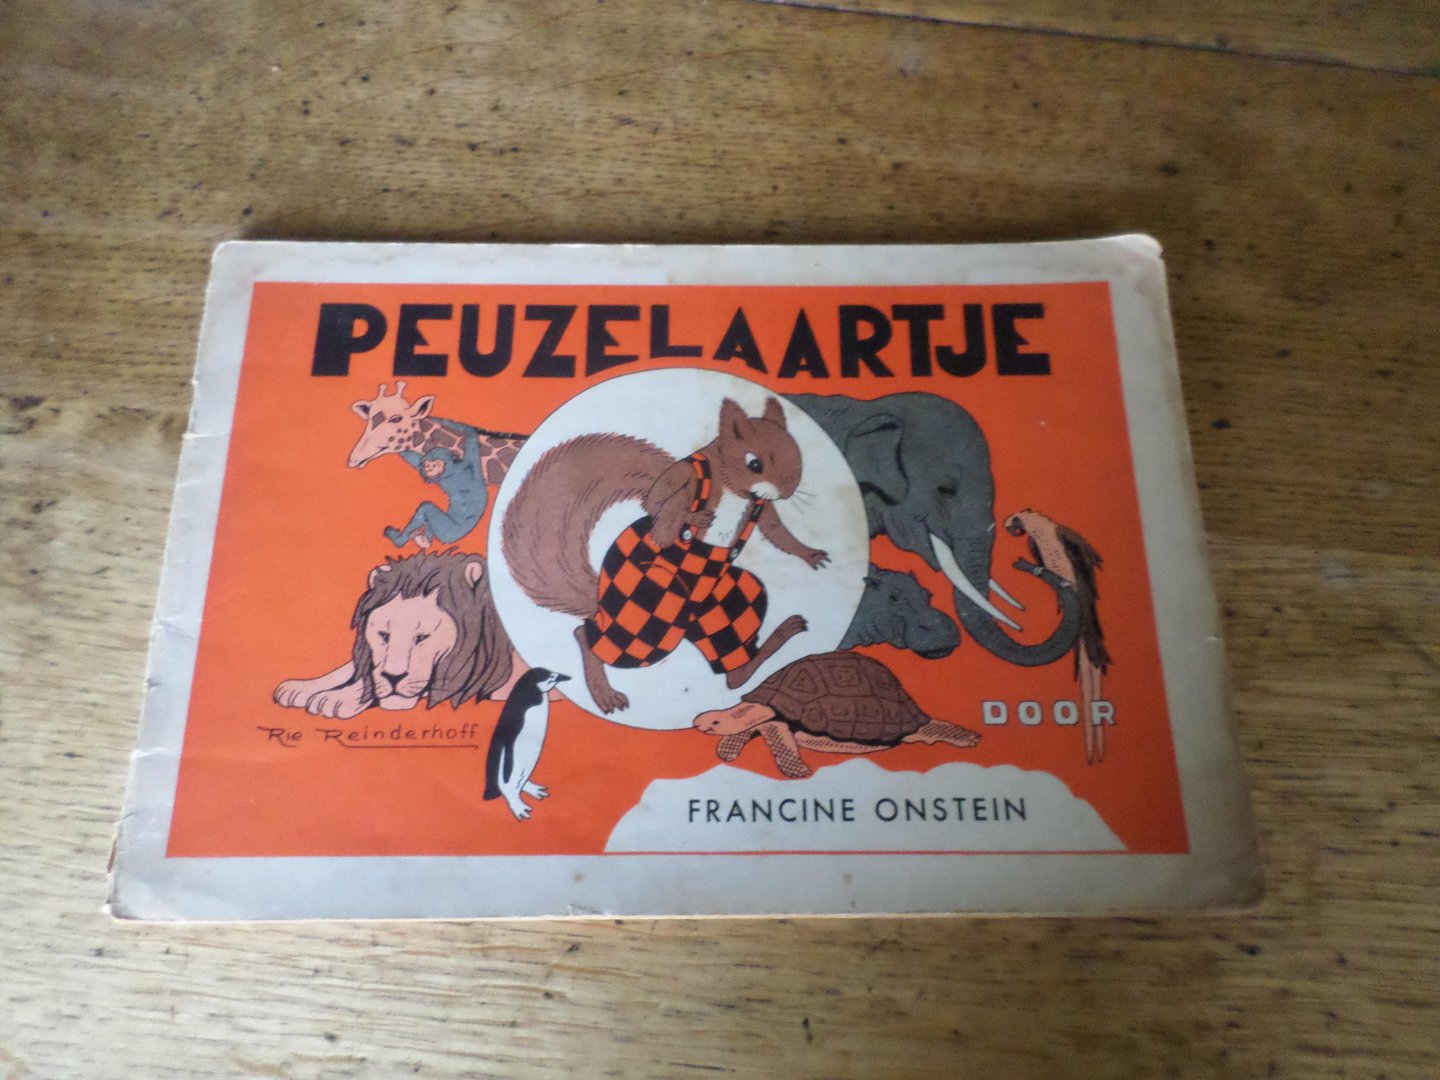 PEUZELAARTJE
DOOR
Rie Reinderhoff
FRANCINE ONSTEIN